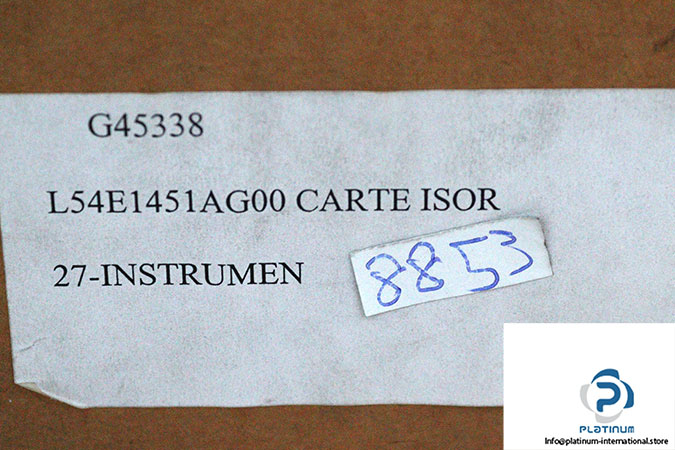 G45338
L54E1451AG00 CARTE ISOR
27-INSTRUMEN
8853
PLATINUM
Info@platinum-international.store